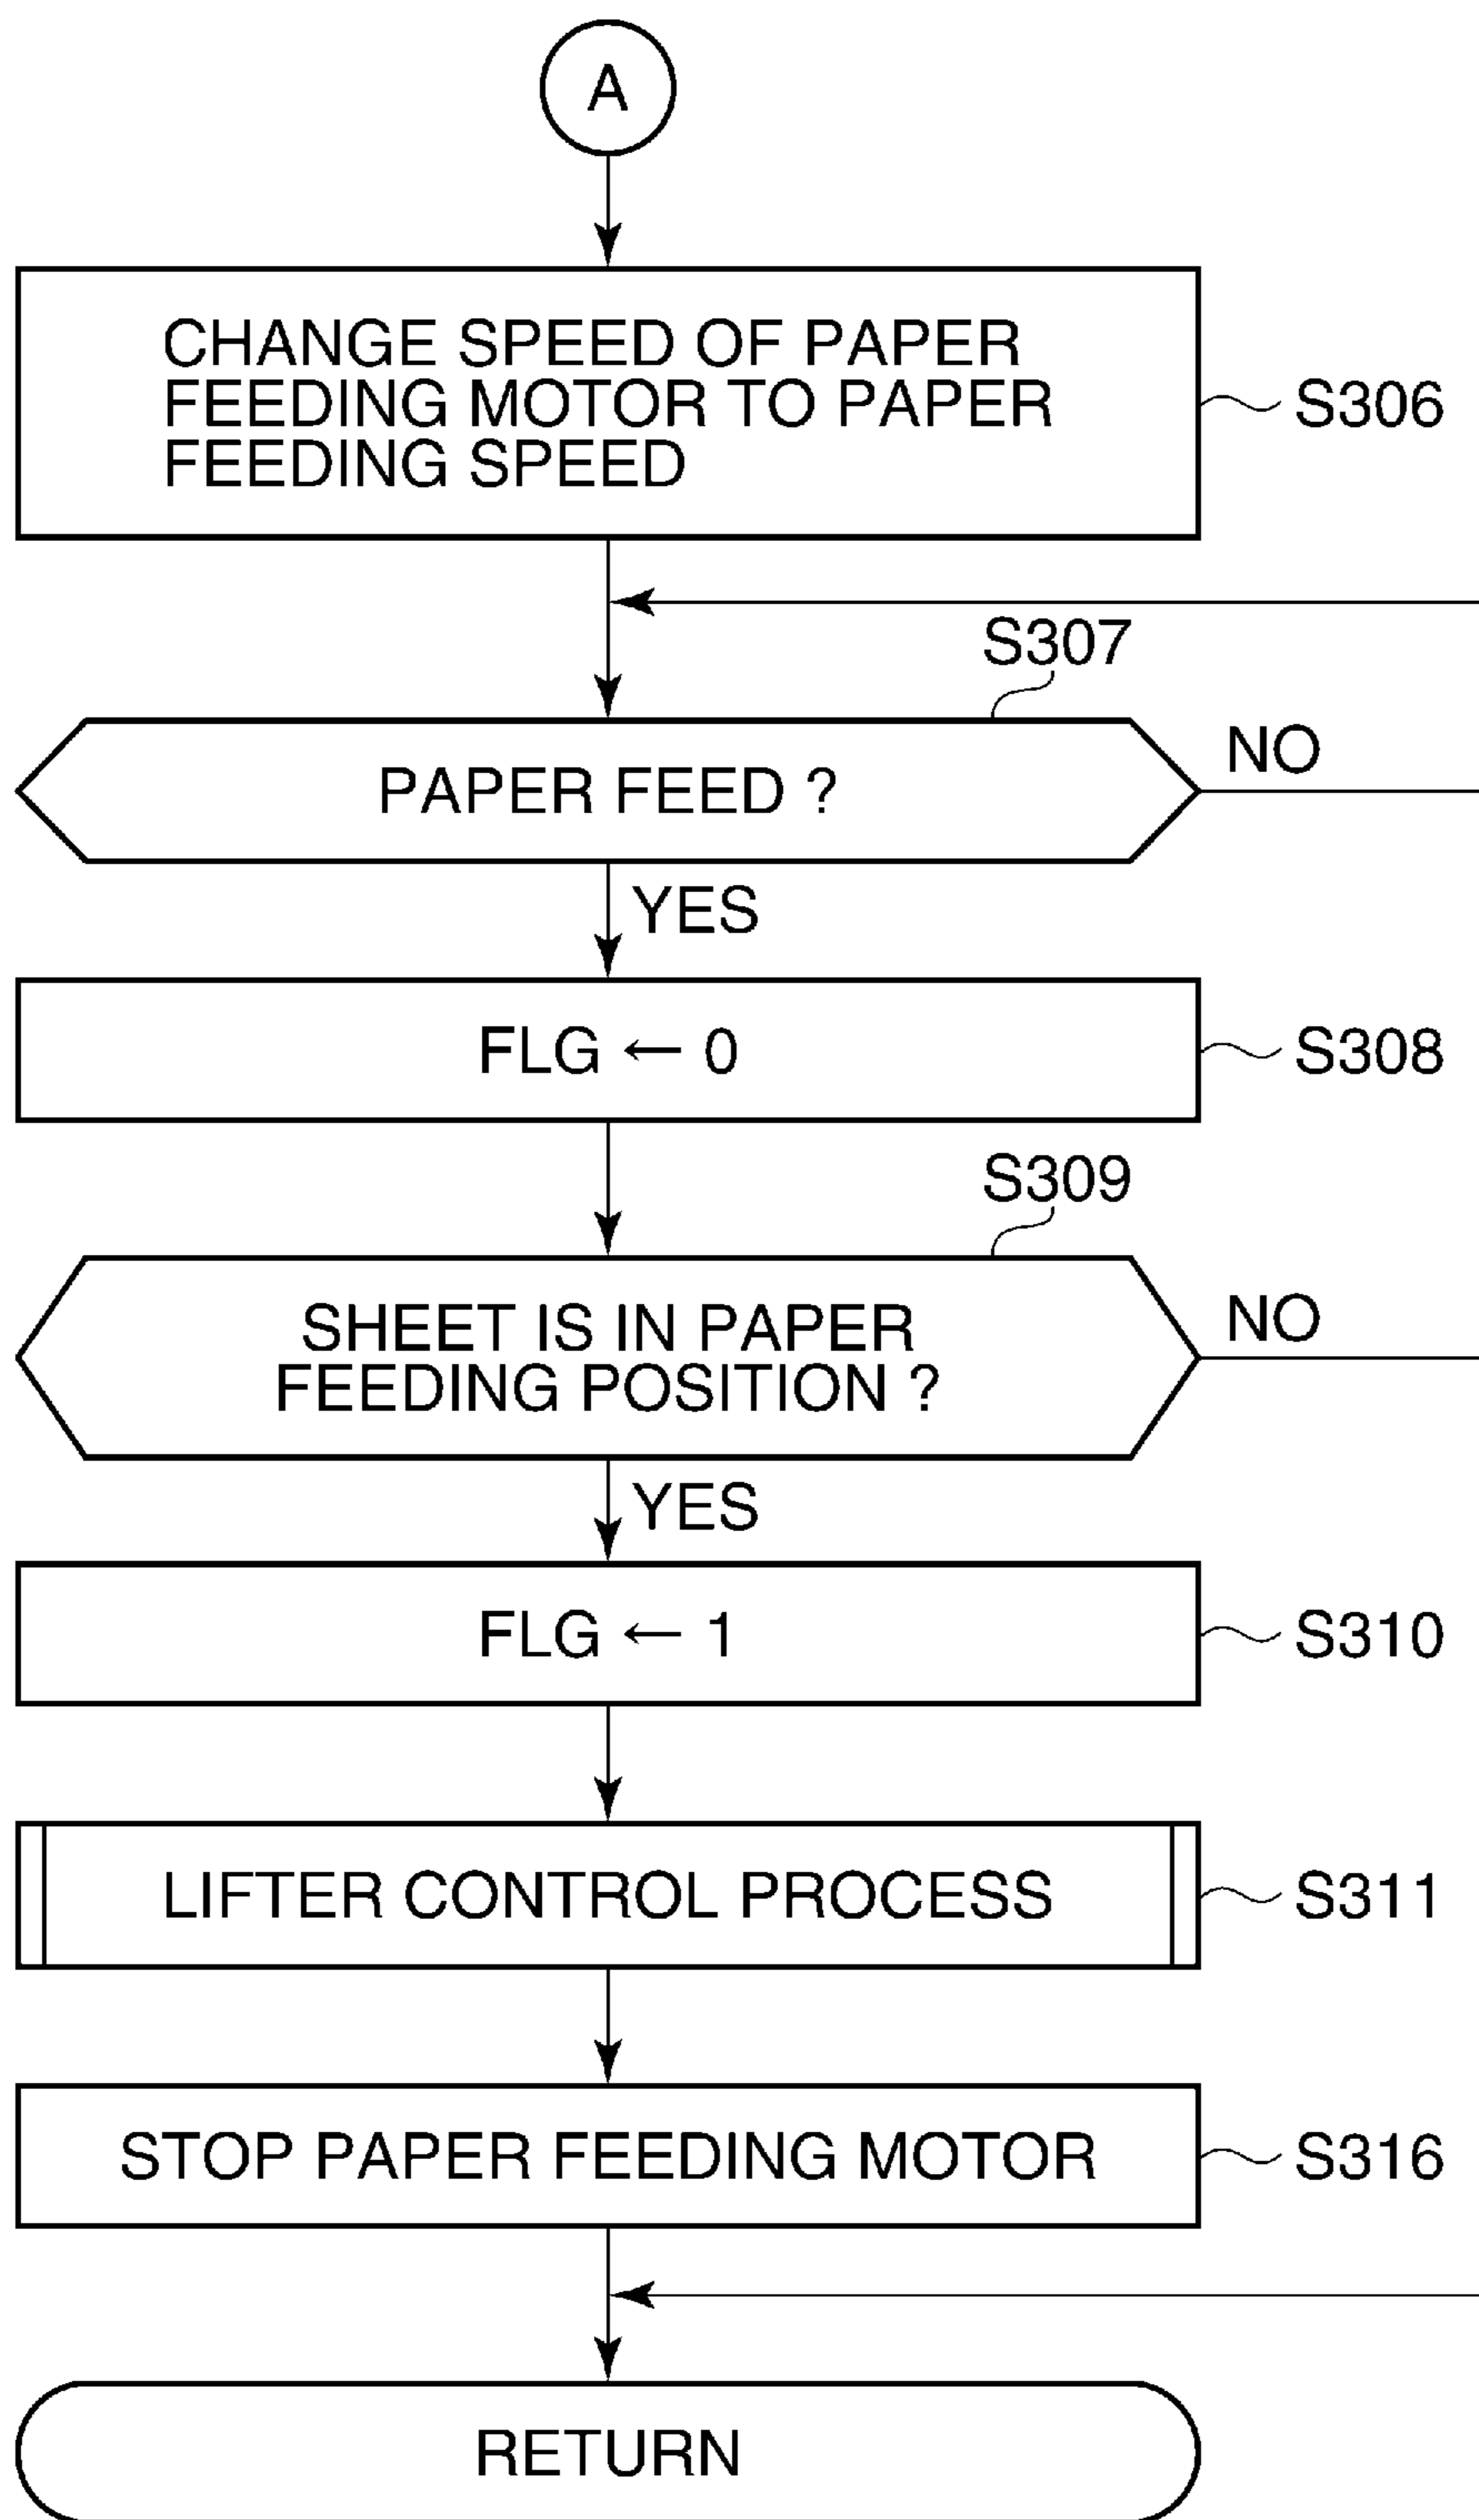 A
CHANGE SPEED OF PAPER
FEEDING MOTOR TO PAPER
FEEDING SPEED
S306
S307
PAPER FEED ?
NO
YES
FLG ← 0
S308
S309
SHEET IS IN PAPER
FEEDING POSITION ?
NO
YES
FLG ← 1
S310
LIFTER CONTROL PROCESS
S311
STOP PAPER FEEDING MOTOR
S316
RETURN